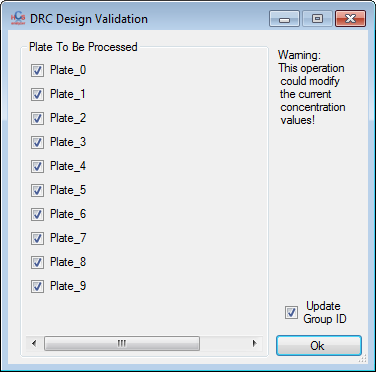 DRC Design Validation
Plate To Be Processed
Plate_0
Plate_1
Plate_2
Plate_3
Plate_4
Plate_5
Plate_6
Plate_7
Plate_8
Plate_9
Warning:
This operation
could modify
the current
concentration
values!
Update
Group ID
Ok